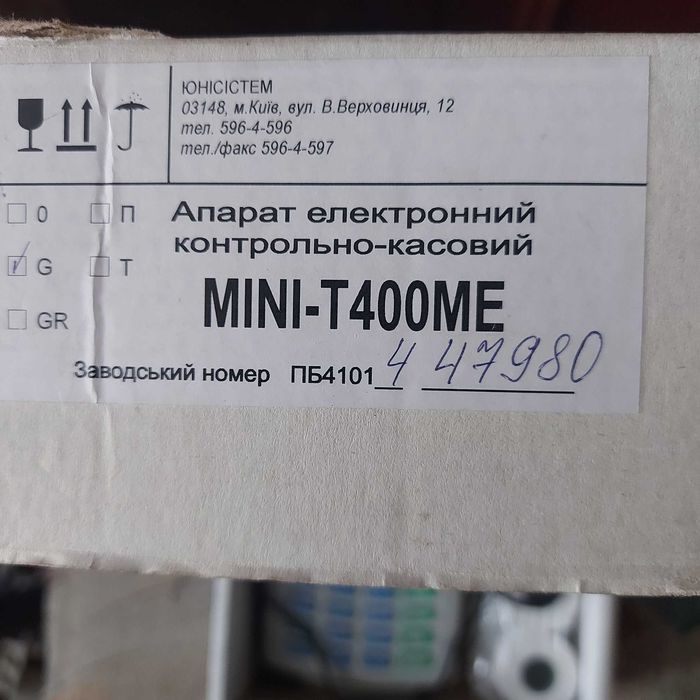 ЮНІСІСТЕМ
03148, м.Київ, вул. В.Верховинця, 12
тел. 596-4-596
тел./факс 596-4-597
0 П
G Т
GR
Апарат електронний
контрольно-касовий
MINI-T400ME
Заводський номер ПБ4101 4 47980